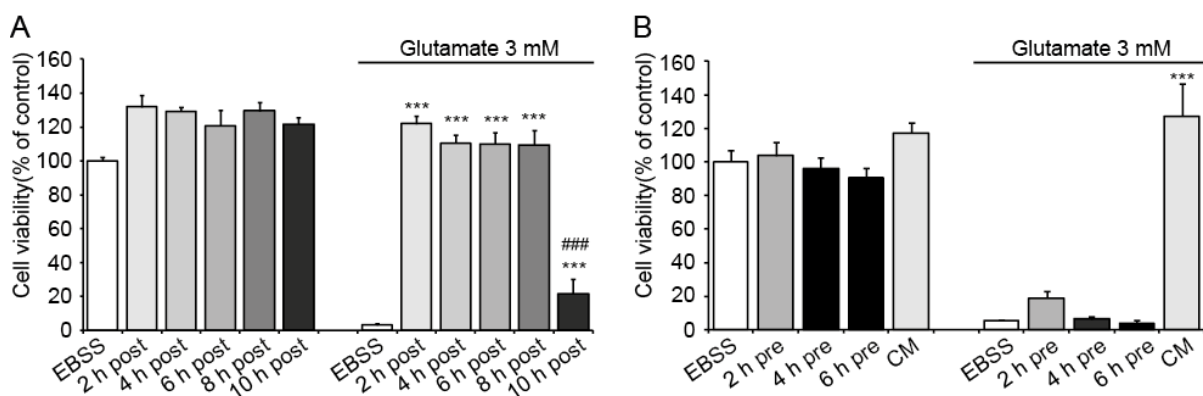 A
Glutamate 3 mM
Cell viability(% of control)
160
140
120
100
80
60
40
20
0
***
***
***
***
###
***
EBSS
2 h post
4 h post
6 h post
8 h post
10 h post
EBSS
2 h post
4 h post
6 h post
8 h post
10 h post
B
Glutamate 3 mM
Cell viability(% of control)
160
140
120
100
80
60
40
20
0
***
EBSS
2 h pre
4 h pre
6 h pre
CM
EBSS
2 h pre
4 h pre
6 h pre
CM